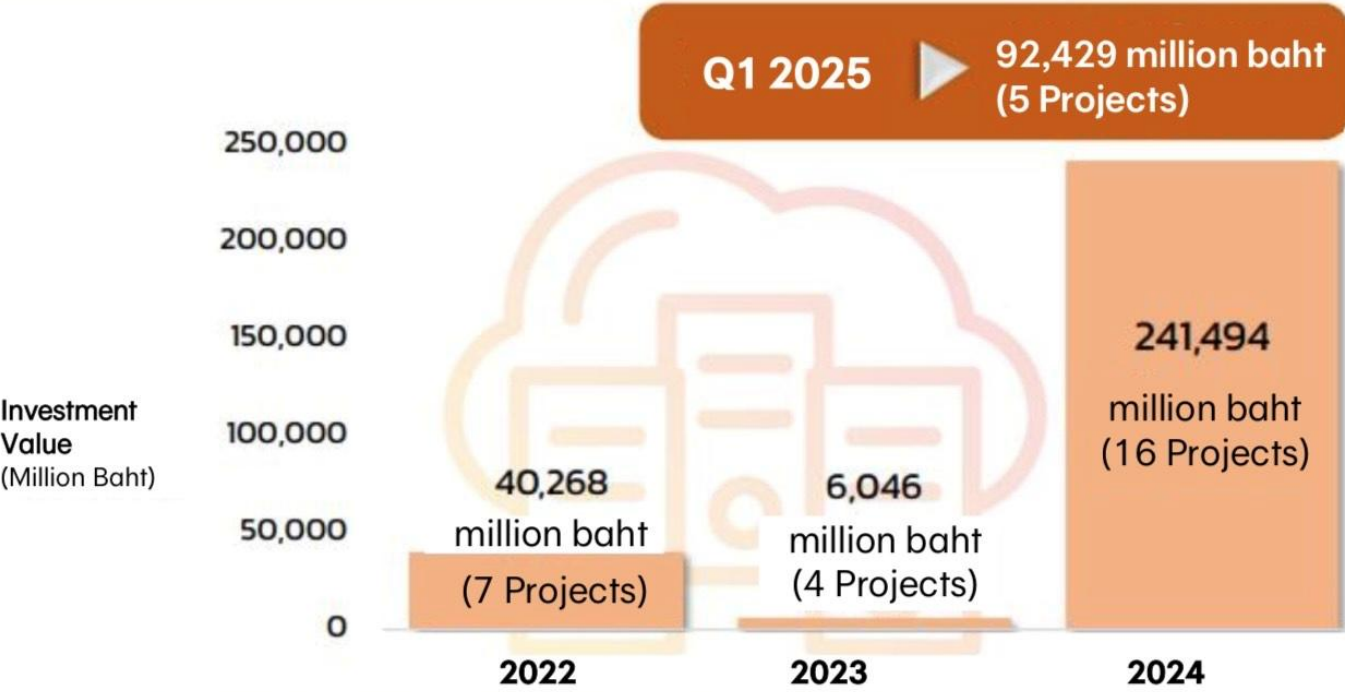 Q1 2025
92,429 million baht
(5 Projects)
250,000
200,000
150,000
100,000
50,000
0
Investment
Value
(Million Baht)
40,268
million baht
(7 Projects)
6,046
million baht
(4 Projects)
241,494
million baht
(16 Projects)
2022
2023
2024